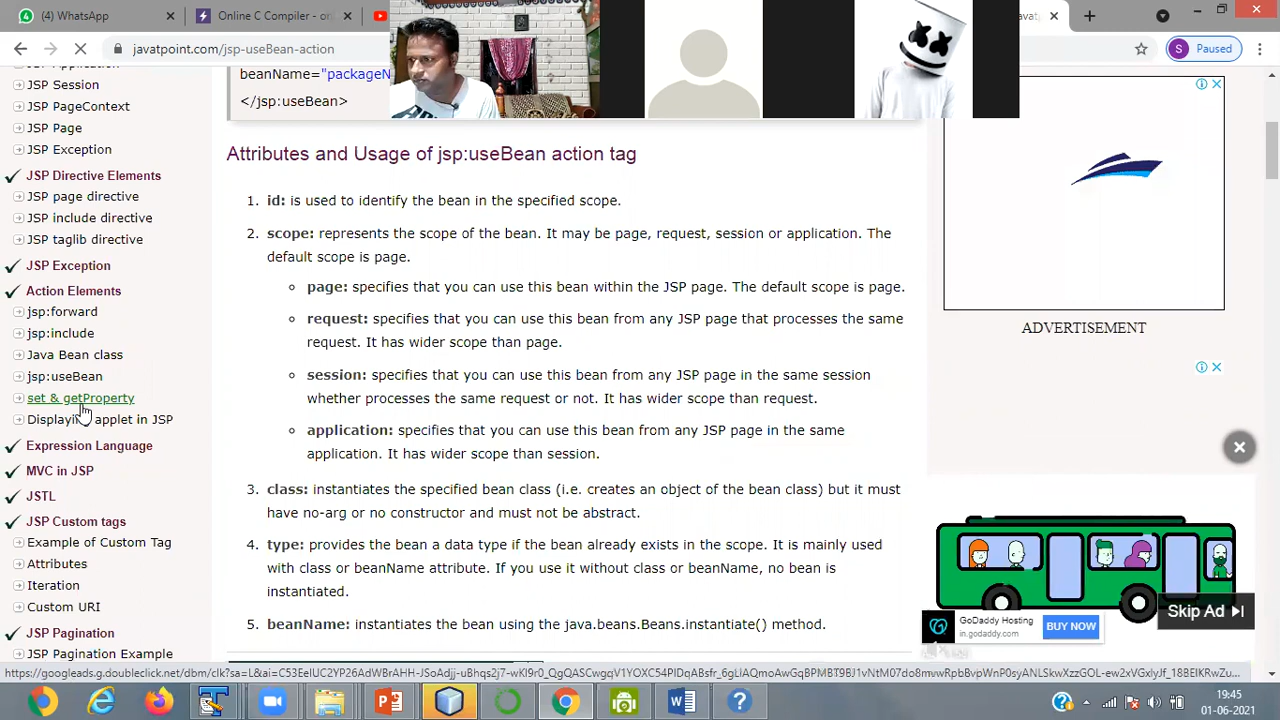 (4) WhatsApp
Online
javatpoint.com/jsp-useBean-action
S
Paused
JSP Session
JSP PageContext
JSP Page
JSP Exception
JSP Directive Elements
JSP page directive
JSP include directive
JSP taglib directive
JSP Exception
Action Elements
jsp:forward
jsp:include
Java Bean class
jsp:useBean
set & getProperty
Displaying applet in JSP
Expression Language
MVC in JSP
JSTL
JSP Custom tags
Example of Custom Tag
Attributes
Iteration
Custom URI
JSP Pagination
JSP Pagination Example
beanName="packageN
</jsp:useBean>
Attributes and Usage of jsp:useBean action tag
1. id: is used to identify the bean in the specified scope.
2. scope: represents the scope of the bean. It may be page, request, session or application. The
default scope is page.
page: specifies that you can use this bean within the JSP page. The default scope is page.
request: specifies that you can use this bean from any JSP page that processes the same
request. It has wider scope than page.
session: specifies that you can use this bean from any JSP page in the same session
whether processes the same request or not. It has wider scope than request.
application: specifies that you can use this bean from any JSP page in the same
application. It has wider scope than session.
3. class: instantiates the specified bean class (i.e. creates an object of the bean class) but it must
have no-arg or no constructor and must not be abstract.
4. type: provides the bean a data type if the bean already exists in the scope. It is mainly used
with class or beanName attribute. If you use it without class or beanName, no bean is
instantiated.
5. beanName: instantiates the bean using the java.beans.Beans.instantiate() method.
ADVERTISEMENT
Skip Ad
GoDaddy Hosting
in.godaddy.com
BUY NOW
19:45
01-06-2021